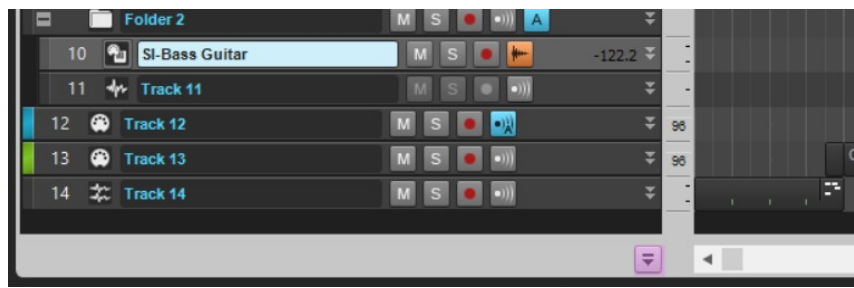 Folder 2 M S A
10 SI-Bass Guitar M S -122.2
11 Track 11 M S
12 Track 12 M S A 96
13 Track 13 M S 96
14 Track 14 M S